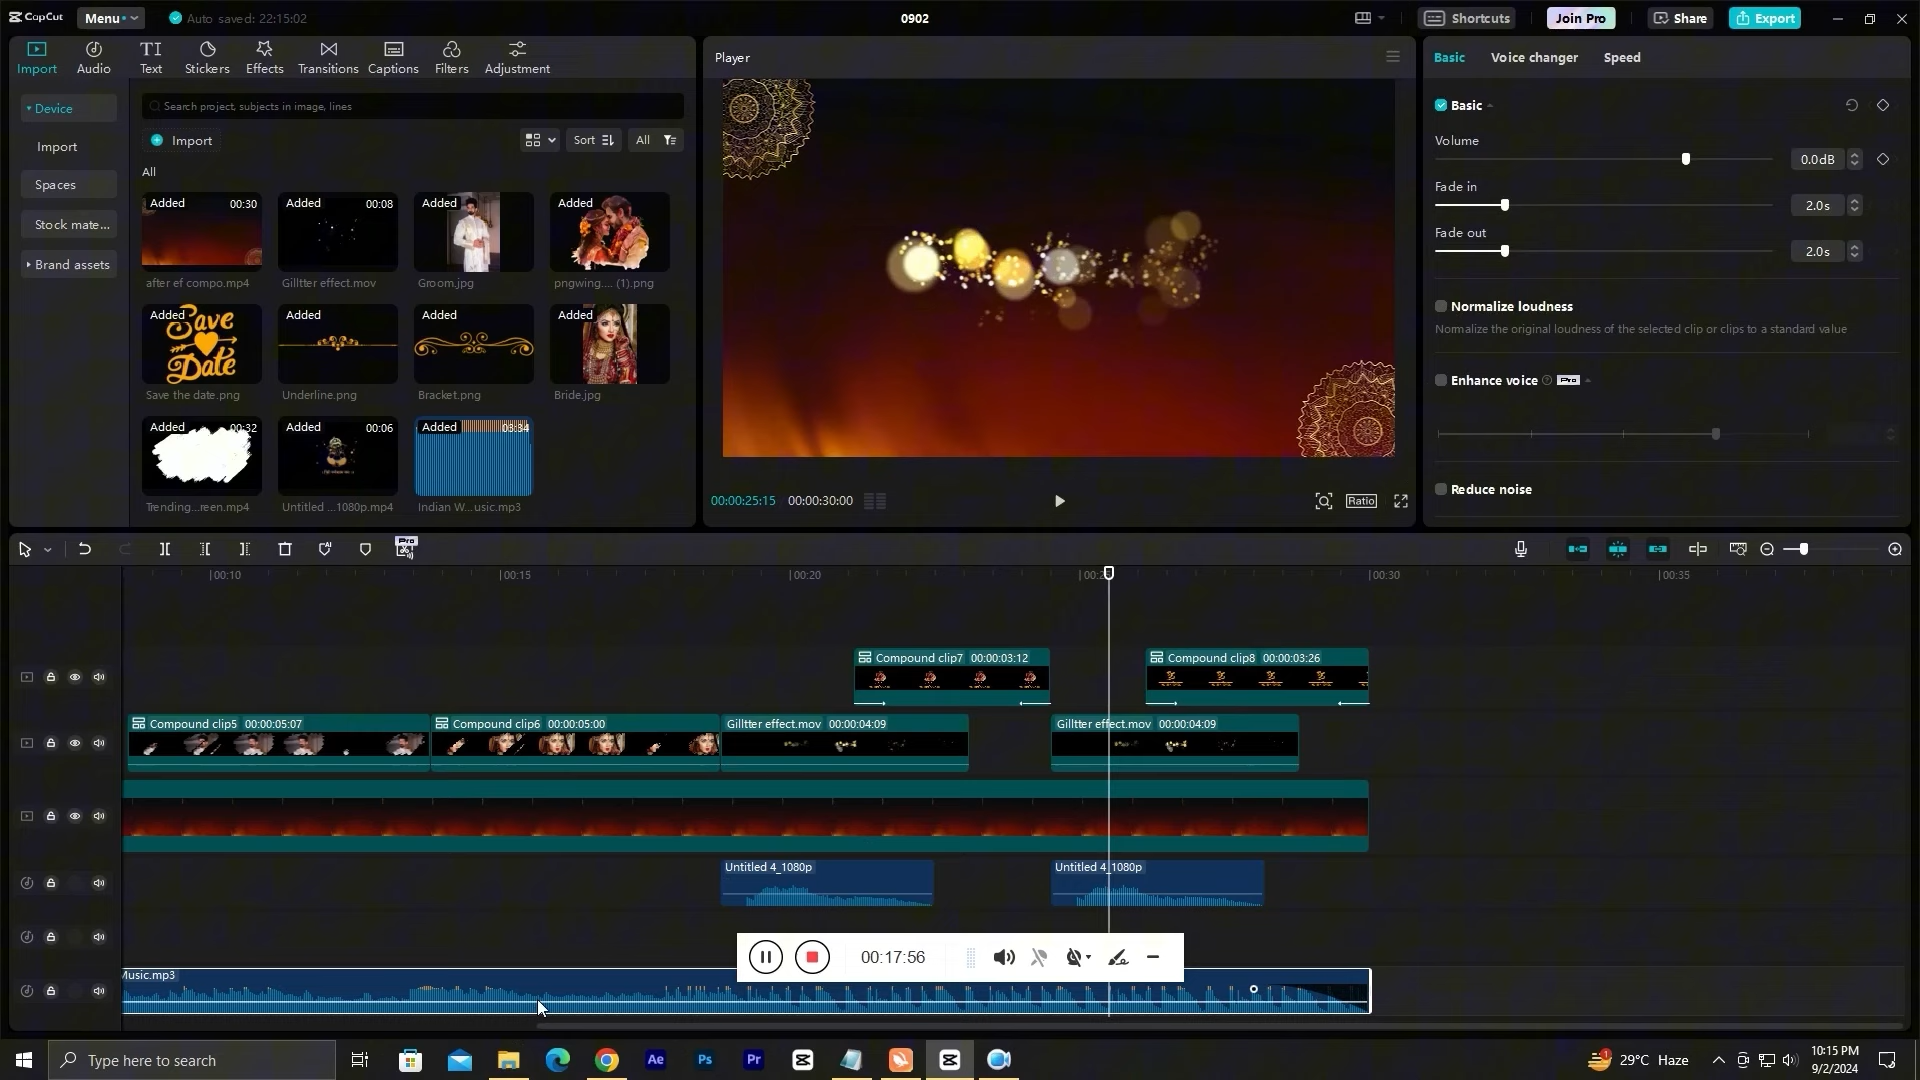 CapCut
Menu
Auto saved: 22:15:02
0902
Shortcuts
Join Pro
Share
Export
Import
Audio
TI
Text
Stickers
Effects
Transitions
Captions
Filters
Adjustment
Device
Import
Spaces
Stock mate...
Brand assets
Search project, subjects in image, lines
Import
Sort
All
All
Added 00:30
after ef compo.mp4
Added 00:08
Gilltter effect.mov
Added
Groom.jpg
Added
pngwing.... (1).png
Added
Save the Date
Save the date.png
Added
Underline.png
Added
Bracket.png
Added
Bride.jpg
Added 00:32
Trending...reen.mp4
Added 00:06
Untitled ...1080p.mp4
Added 03:34
Indian W...usic.mp3
Player
00:00:25:15
00:00:30:00
Ratio
Basic
Voice changer
Speed
Basic
Volume
0.0dB
Fade in
2.0s
Fade out
2.0s
Normalize loudness
Normalize the original loudness of the selected clip or clips to a standard value
Enhance voice
Pro
Reduce noise
Pro
00:10
00:15
00:20
00:30
00:35
Compound clip7 00:00:03:12
Compound clip8 00:00:03:26
Compound clip5 00:00:05:07
Compound clip6 00:00:05:00
Gilltter effect.mov 00:00:04:09
Gilltter effect.mov 00:00:04:09
Untitled 4_1080p
Untitled 4_1080p
Music.mp3
00:17:56
Type here to search
Ae
Ps
Pr
1
29°C Haze
10:15 PM
9/2/2024